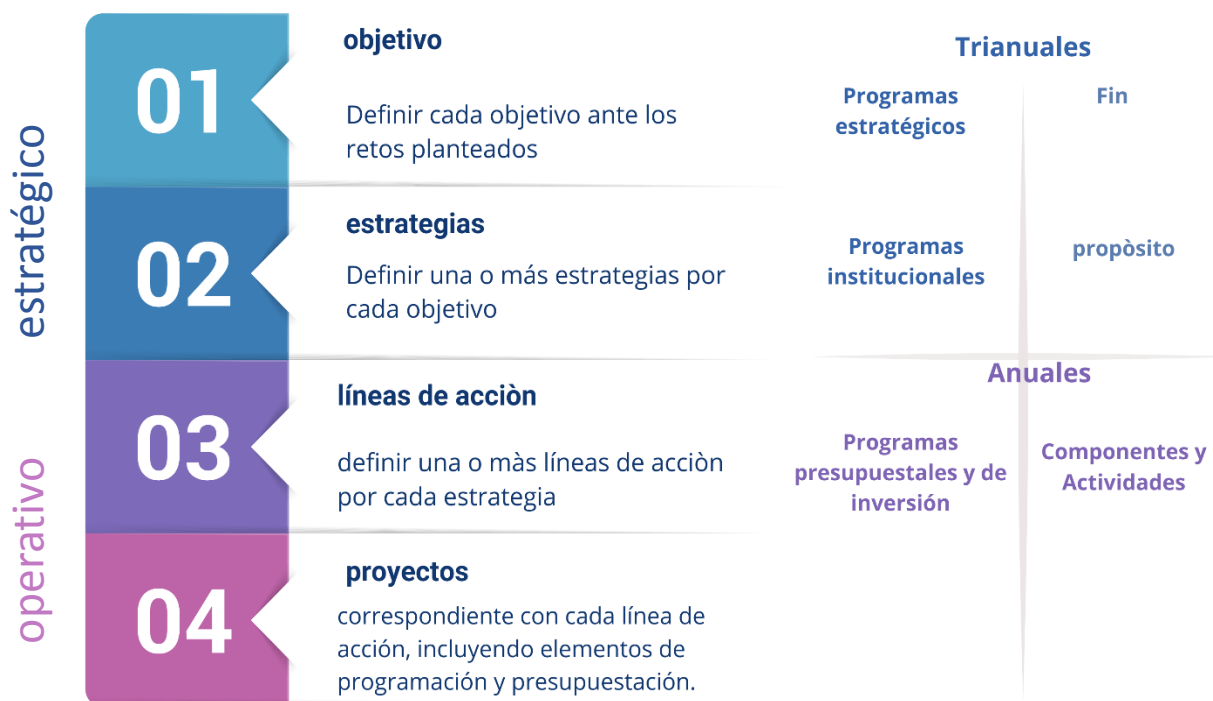 estratégico
operativo
01
objetivo
Definir cada objetivo ante los
retos planteados
02
estrategias
Definir una o más estrategias por
cada objetivo
03
líneas de acciòn
definir una o màs líneas de acciòn
por cada estrategia
04
proyectos
correspondiente con cada línea de
acción, incluyendo elementos de
programación y presupuestación.
Trianuales
Programas
estratégicos
Fin
Programas
institucionales
propòsito
Anuales
Programas
presupuestales y de
inversión
Componentes y
Actividades